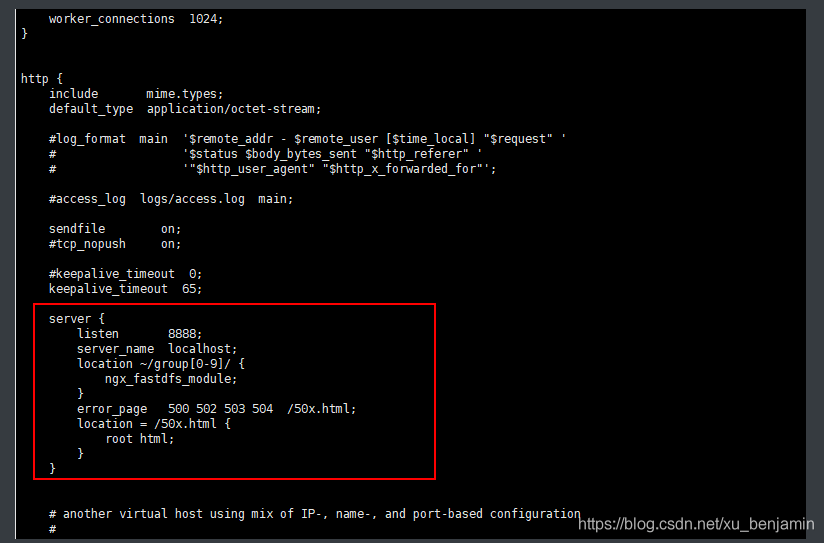 worker_connections  1024;
}
http {
include       mime.types;
default_type  application/octet-stream;
#log_format  main  '$remote_addr - $remote_user [$time_local] "$request" '
#                  '$status $body_bytes_sent "$http_referer" '
#                  '"$http_user_agent" "$http_x_forwarded_for"';
#access_log  logs/access.log  main;
sendfile        on;
#tcp_nopush     on;
#keepalive_timeout  0;
keepalive_timeout  65;
server {
listen       8888;
server_name  localhost;
location ~/group[0-9]/ {
ngx_fastdfs_module;
}
error_page   500 502 503 504  /50x.html;
location = /50x.html {
root html;
}
}
# another virtual host using mix of IP-, name-, and port-based configuration
#
https://blog.csdn.net/xu_benjamin